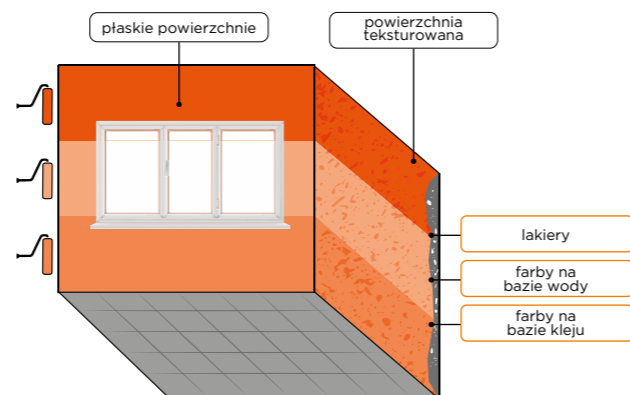 płaskie powierzchnie
powierzchnia
teksturowana
lakiery
farby na
bazie wody
farby na
bazie kleju